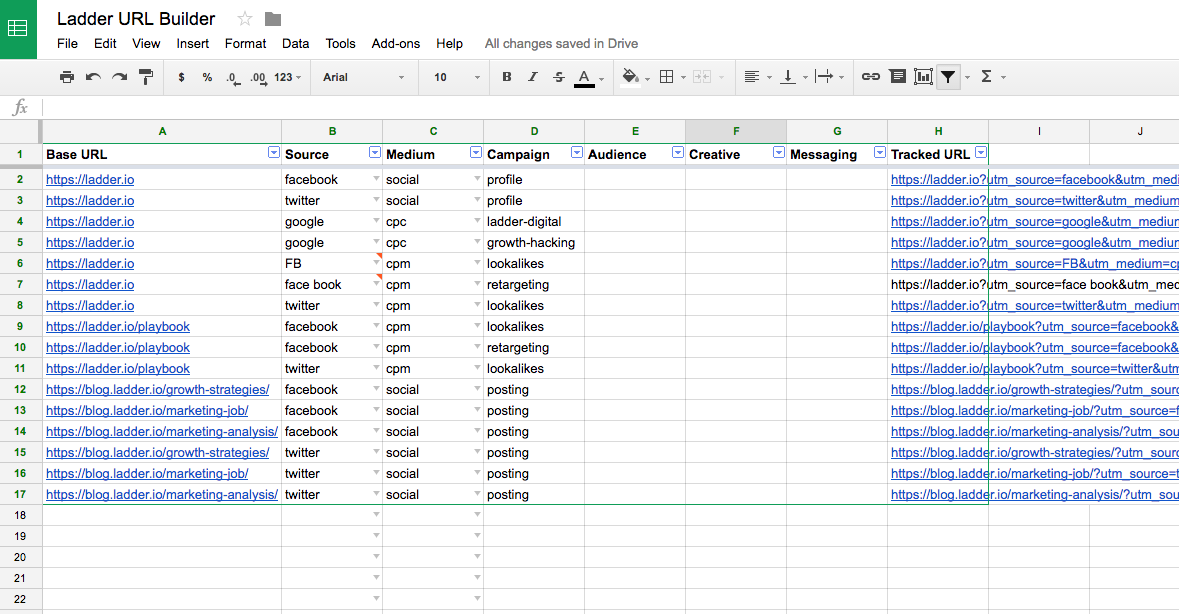 Ladder URL Builder
File Edit View Insert Format Data Tools Add-ons Help All changes saved in Drive
$ % .0 .00 123 Arial 10 B I S A Σ
fx
A B C D E F G H I J
1 Base URL Source Medium Campaign Audience Creative Messaging Tracked URL
2 https://ladder.io facebook social profile https://ladder.io?utm_source=facebook&utm_medi
3 https://ladder.io twitter social profile https://ladder.io?utm_source=twitter&utm_medium
4 https://ladder.io google cpc ladder-digital https://ladder.io?utm_source=google&utm_medium
5 https://ladder.io google cpc growth-hacking https://ladder.io?utm_source=google&utm_medium
6 https://ladder.io FB cpm lookalikes https://ladder.io?utm_source=FB&utm_medium=cp
7 https://ladder.io face book cpm retargeting https://ladder.io?utm_source=face book&utm_med
8 https://ladder.io twitter cpm lookalikes https://ladder.io?utm_source=twitter&utm_medium
9 https://ladder.io/playbook facebook cpm lookalikes https://ladder.io/playbook?utm_source=facebook&
10 https://ladder.io/playbook facebook cpm retargeting https://ladder.io/playbook?utm_source=facebook&
11 https://ladder.io/playbook twitter cpm lookalikes https://ladder.io/playbook?utm_source=twitter&utm
12 https://blog.ladder.io/growth-strategies/ facebook social posting https://blog.ladder.io/growth-strategies/?utm_sourc
13 https://blog.ladder.io/marketing-job/ facebook social posting https://blog.ladder.io/marketing-job/?utm_source=f
14 https://blog.ladder.io/marketing-analysis/ facebook social posting https://blog.ladder.io/marketing-analysis/?utm_sou
15 https://blog.ladder.io/growth-strategies/ twitter social posting https://blog.ladder.io/growth-strategies/?utm_sourc
16 https://blog.ladder.io/marketing-job/ twitter social posting https://blog.ladder.io/marketing-job/?utm_source=t
17 https://blog.ladder.io/marketing-analysis/ twitter social posting https://blog.ladder.io/marketing-analysis/?utm_sou
18
19
20
21
22